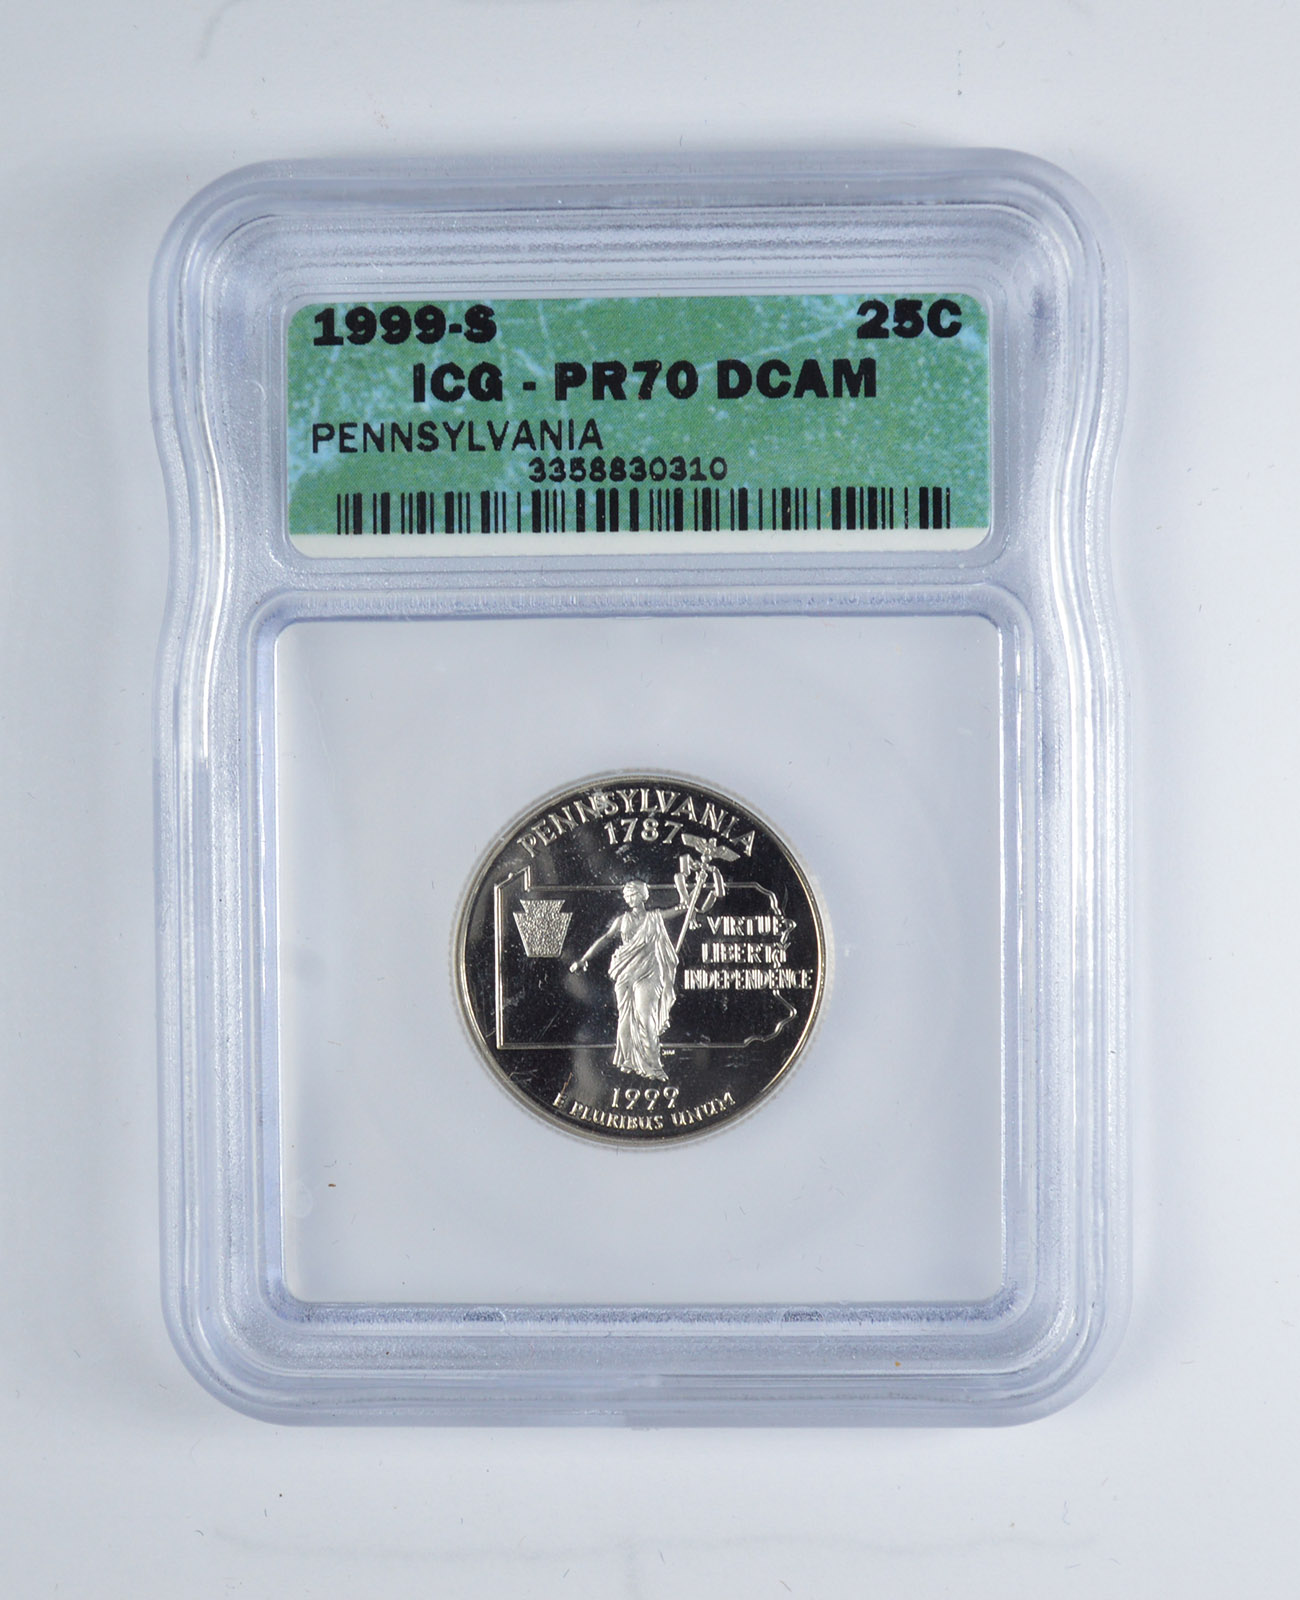 1999-S 25C
ICG - PR70 DCAM
PENNSYLVANIA
3358830310
PENNSYLVANIA
1787
VIRTUE
LIBERTY
INDEPENDENCE
1999
E PLURIBUS UNUM